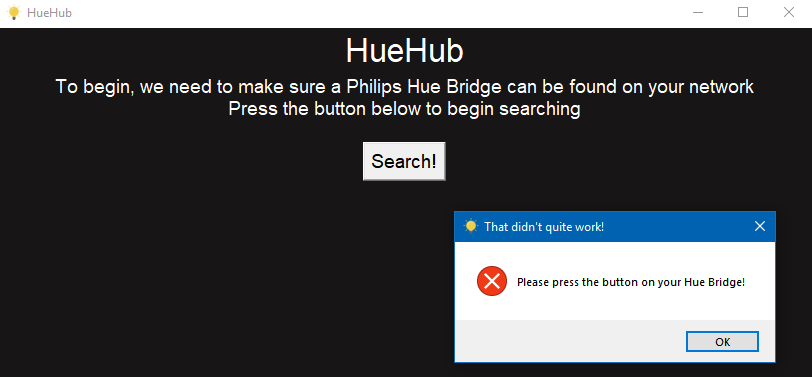 HueHub
HueHub
To begin, we need to make sure a Philips Hue Bridge can be found on your network
Press the button below to begin searching
Search!
That didn't quite work!
Please press the button on your Hue Bridge!
OK